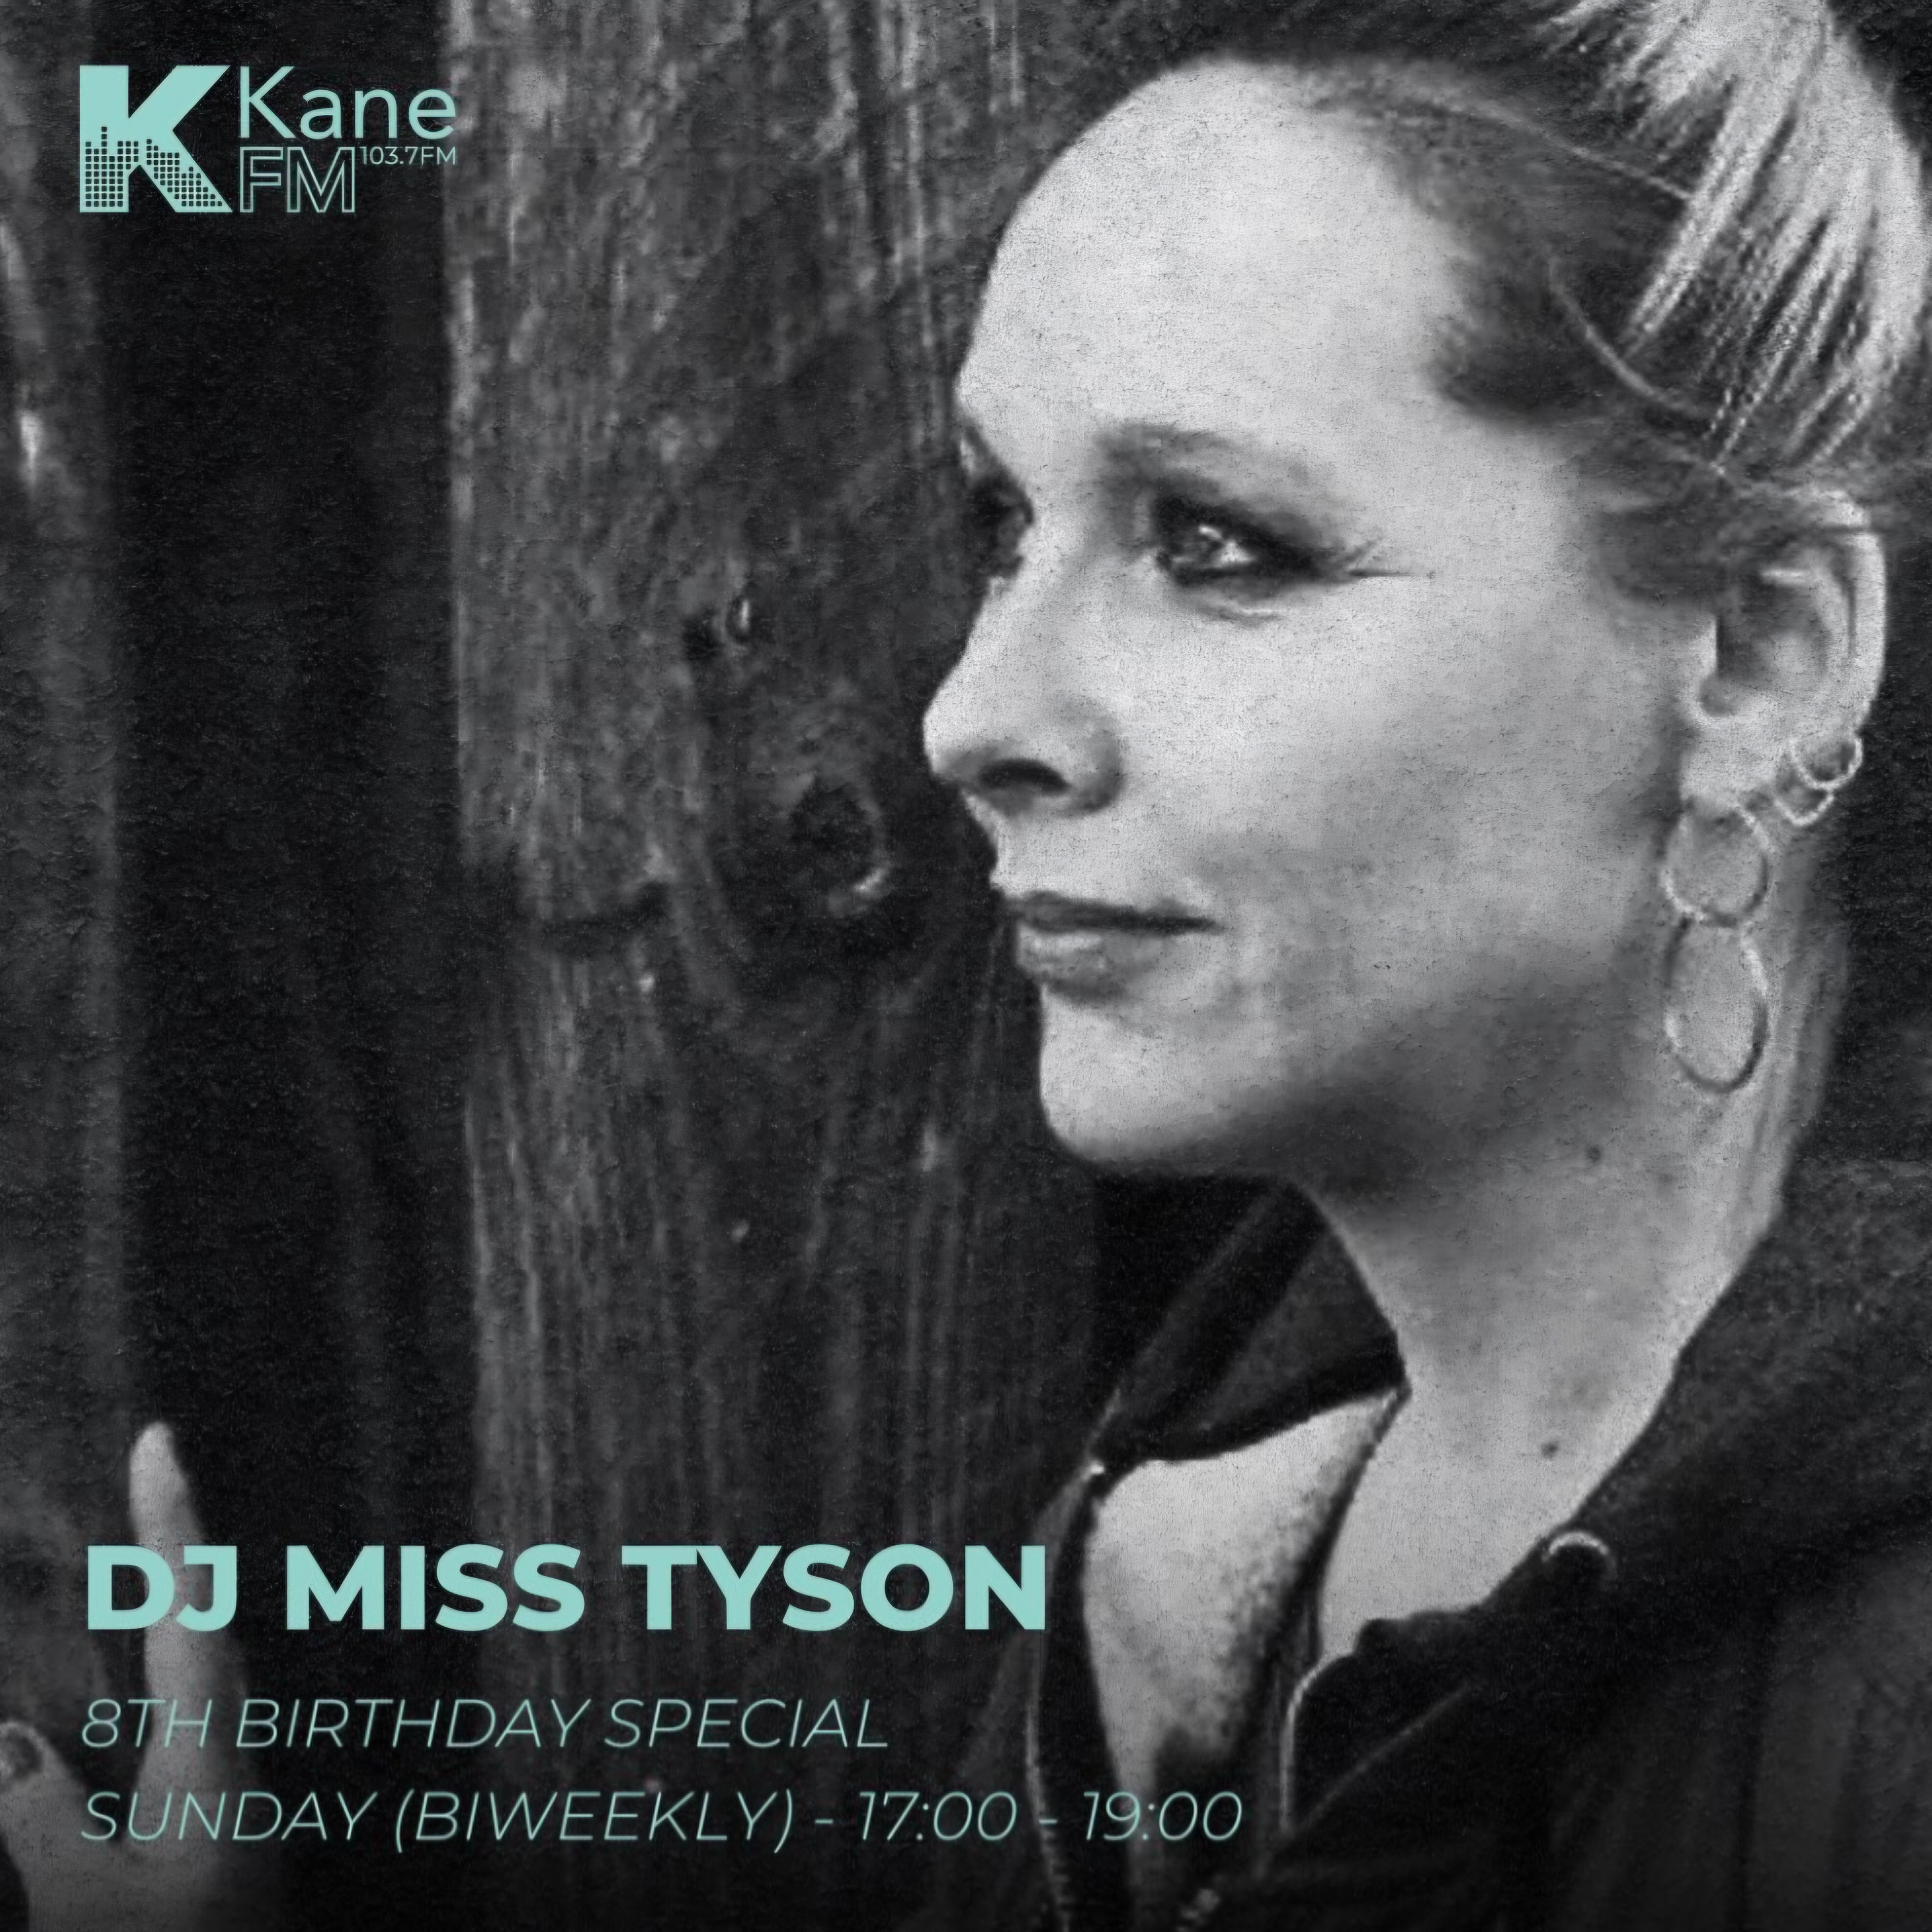 K Kane
FM 103.7FM
DJ MISS TYSON
8TH BIRTHDAY SPECIAL
SUNDAY (BIWEEKLY) - 17:00 - 19:00